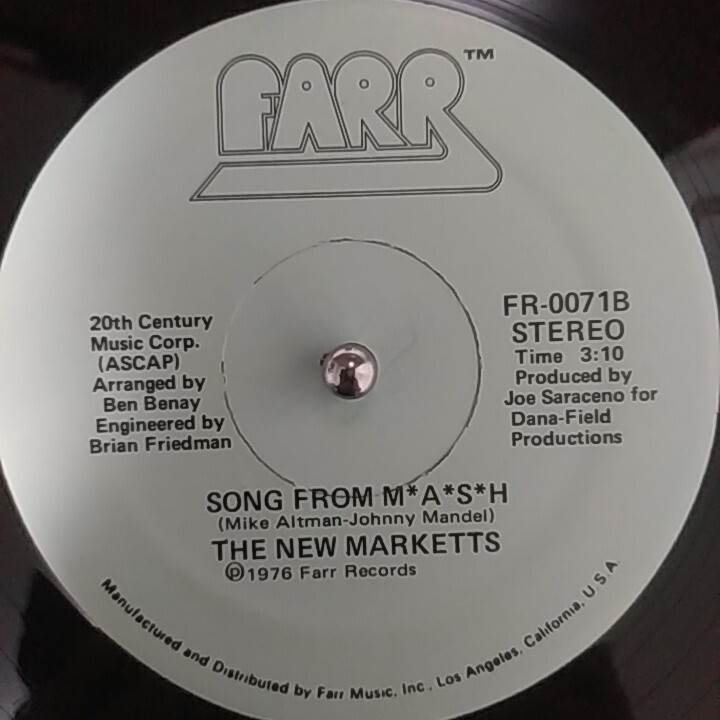 FARR™
20th Century
Music Corp.
(ASCAP)
Arranged by
Ben Benay
Engineered by
Brian Friedman
FR-0071B
STEREO
Time 3:10
Produced by
Joe Saraceno for
Dana-Field
Productions
SONG FROM M*A*S*H
(Mike Altman-Johnny Mandel)
THE NEW MARKETTS
℗1976 Farr Records
Manufactured and Distributed by Farr Music, Inc., Los Angeles, California, U.S.A.